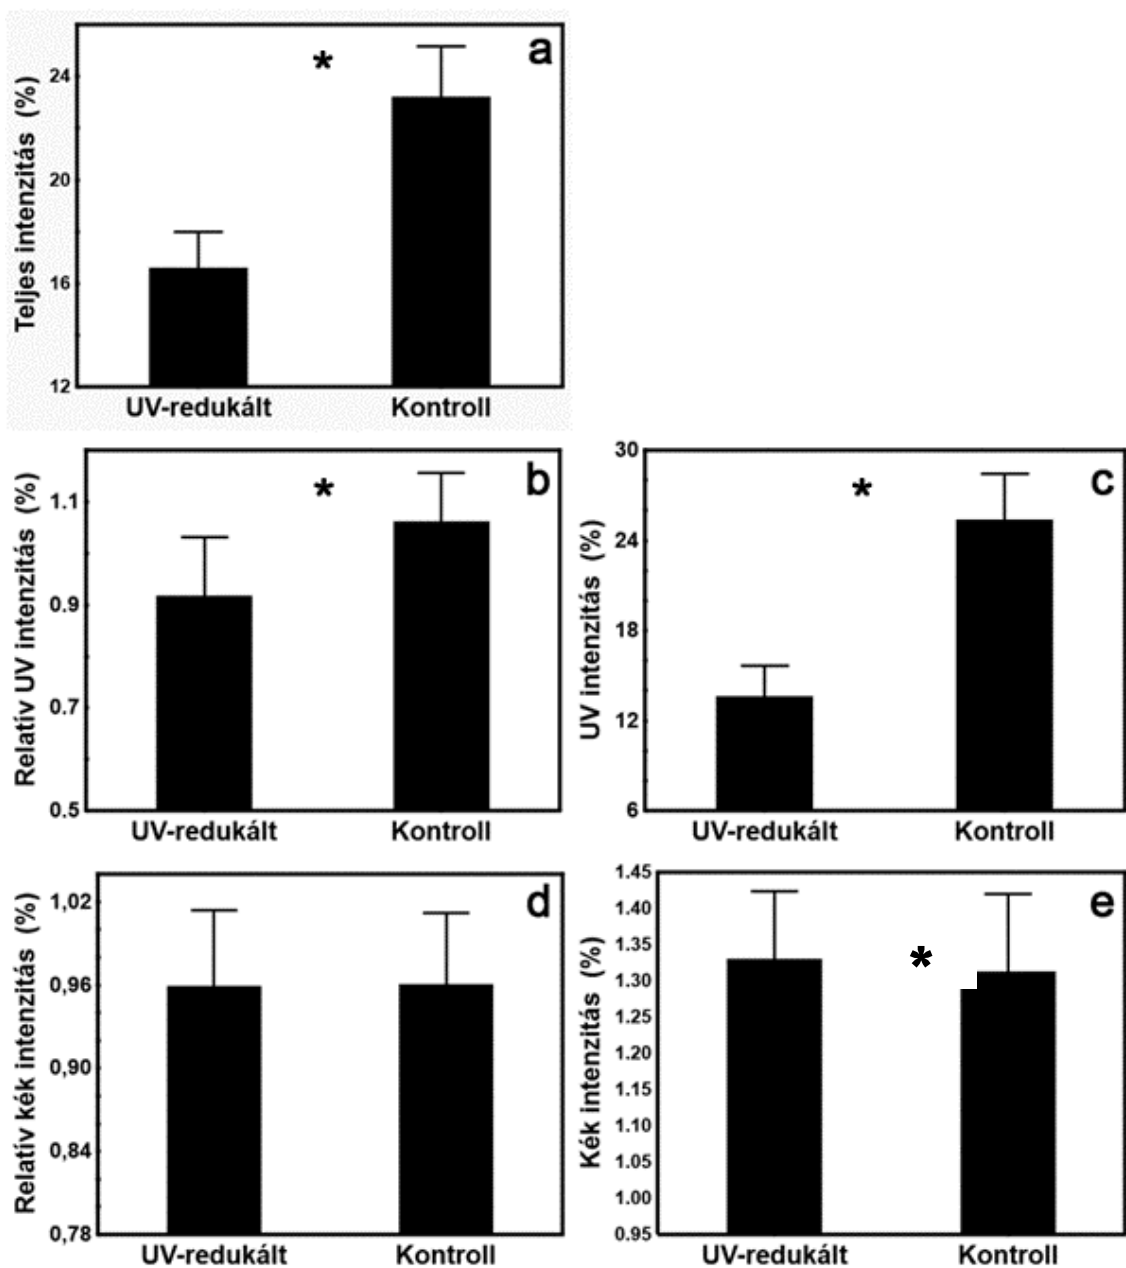 a
*
Teljes intenzitás (%)
24
20
16
12
UV-redukált
Kontroll
b
*
Relatív UV intenzitás (%)
1.1
0.9
0.7
0.5
UV-redukált
Kontroll
c
*
UV intenzitás (%)
30
24
18
12
6
UV-redukált
Kontroll
d
Relatív kék intenzitás (%)
1,02
0,96
0,90
0,84
0,78
UV-redukált
Kontroll
e
*
Kék intenzitás (%)
1.45
1.40
1.35
1.30
1.25
1.20
1.15
1.10
1.05
1.00
0.95
UV-redukált
Kontroll